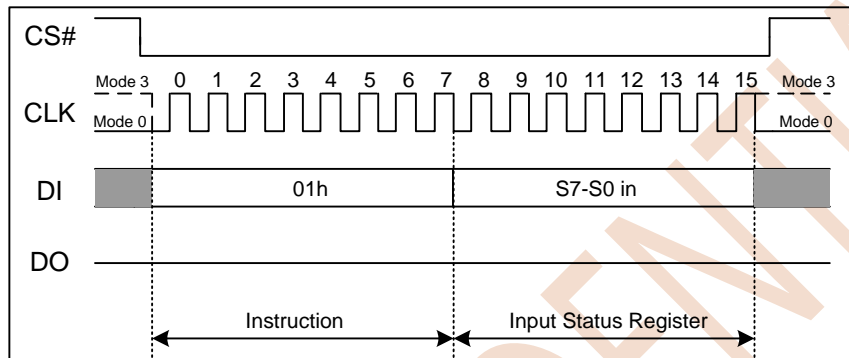 CS#
Mode 3 0 1 2 3 4 5 6 7 8 9 10 11 12 13 14 15 Mode 3
CLK
Mode 0 Mode 0
DI 01h S7-S0 in
DO
Instruction Input Status Register